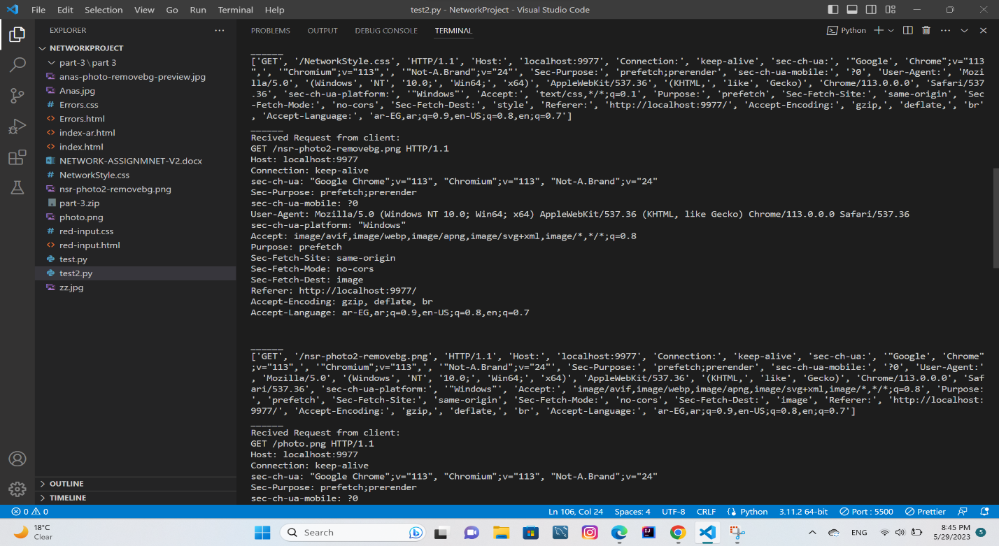 File Edit Selection View Go Run Terminal Help
test2.py - NetworkProject - Visual Studio Code
EXPLORER
NETWORKPROJECT
part-3 \ part 3
anas-photo-removebg-preview.jpg
Anas.jpg
# Errors.css
<> Errors.html
<> index-ar.html
<> index.html
NETWORK-ASSIGNMNET-V2.docx
# NetworkStyle.css
nsr-photo2-removebg.png
part-3.zip
photo.png
# red-input.css
<> red-input.html
test.py
test2.py
zz.jpg
OUTLINE
TIMELINE
PROBLEMS OUTPUT DEBUG CONSOLE TERMINAL
Python
______
['GET', '/NetworkStyle.css', 'HTTP/1.1', 'Host:', 'localhost:9977', 'Connection:', 'keep-alive', 'sec-ch-ua:', '"Google', 'Chrome";v="113
",', '"Chromium";v="113",', '"Not-A.Brand";v="24"', 'Sec-Purpose:', 'prefetch;prerender', 'sec-ch-ua-mobile:', '?0', 'User-Agent:', 'Mozi
lla/5.0', '(Windows', 'NT', '10.0;', 'Win64;', 'x64)', 'AppleWebKit/537.36', '(KHTML,', 'like', 'Gecko)', 'Chrome/113.0.0.0', 'Safari/537
.36', 'sec-ch-ua-platform:', '"Windows"', 'Accept:', 'text/css,*/*;q=0.1', 'Purpose:', 'prefetch', 'Sec-Fetch-Site:', 'same-origin', 'Sec
-Fetch-Mode:', 'no-cors', 'Sec-Fetch-Dest:', 'style', 'Referer:', 'http://localhost:9977/', 'Accept-Encoding:', 'gzip,', 'deflate,', 'br'
, 'Accept-Language:', 'ar-EG,ar;q=0.9,en-US;q=0.8,en;q=0.7']
______
Recived Request from client:
GET /nsr-photo2-removebg.png HTTP/1.1
Host: localhost:9977
Connection: keep-alive
sec-ch-ua: "Google Chrome";v="113", "Chromium";v="113", "Not-A.Brand";v="24"
Sec-Purpose: prefetch;prerender
sec-ch-ua-mobile: ?0
User-Agent: Mozilla/5.0 (Windows NT 10.0; Win64; x64) AppleWebKit/537.36 (KHTML, like Gecko) Chrome/113.0.0.0 Safari/537.36
sec-ch-ua-platform: "Windows"
Accept: image/avif,image/webp,image/apng,image/svg+xml,image/*,*/*;q=0.8
Purpose: prefetch
Sec-Fetch-Site: same-origin
Sec-Fetch-Mode: no-cors
Sec-Fetch-Dest: image
Referer: http://localhost:9977/
Accept-Encoding: gzip, deflate, br
Accept-Language: ar-EG,ar;q=0.9,en-US;q=0.8,en;q=0.7
______
['GET', '/nsr-photo2-removebg.png', 'HTTP/1.1', 'Host:', 'localhost:9977', 'Connection:', 'keep-alive', 'sec-ch-ua:', '"Google', 'Chrome"
;v="113",', '"Chromium";v="113",', '"Not-A.Brand";v="24"', 'Sec-Purpose:', 'prefetch;prerender', 'sec-ch-ua-mobile:', '?0', 'User-Agent:'
, 'Mozilla/5.0', '(Windows', 'NT', '10.0;', 'Win64;', 'x64)', 'AppleWebKit/537.36', '(KHTML,', 'like', 'Gecko)', 'Chrome/113.0.0.0', 'Saf
ari/537.36', 'sec-ch-ua-platform:', '"Windows"', 'Accept:', 'image/avif,image/webp,image/apng,image/svg+xml,image/*,*/*;q=0.8', 'Purpose:
', 'prefetch', 'Sec-Fetch-Site:', 'same-origin', 'Sec-Fetch-Mode:', 'no-cors', 'Sec-Fetch-Dest:', 'image', 'Referer:', 'http://localhost:
9977/', 'Accept-Encoding:', 'gzip,', 'deflate,', 'br', 'Accept-Language:', 'ar-EG,ar;q=0.9,en-US;q=0.8,en;q=0.7']
______
Recived Request from client:
GET /photo.png HTTP/1.1
Host: localhost:9977
Connection: keep-alive
sec-ch-ua: "Google Chrome";v="113", "Chromium";v="113", "Not-A.Brand";v="24"
Sec-Purpose: prefetch;prerender
sec-ch-ua-mobile: ?0
0 0 Ln 106, Col 24 Spaces: 4 UTF-8 CRLF Python 3.11.2 64-bit Port : 5500 Prettier
18°C
Clear
Search
ENG
8:45 PM
5/29/2023
5